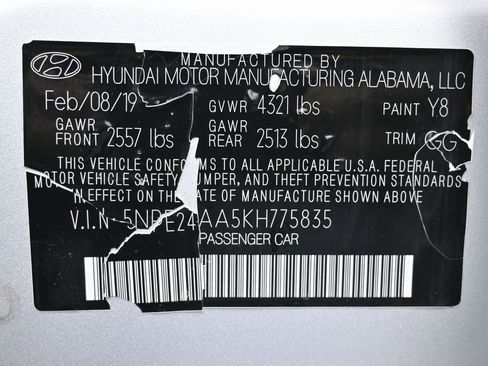 MANUFACTURED BY
HYUNDAI MOTOR MANUFACTURING ALABAMA, LLC
Feb/08/19 GVWR 4321 lbs PAINT Y8
GAWR FRONT 2557 lbs GAWR REAR 2513 lbs TRIM GG
THIS VEHICLE CONFORMS TO ALL APPLICABLE U.S.A. FEDERAL
MOTOR VEHICLE SAFETY, BUMPER, AND THEFT PREVENTION STANDARDS
IN EFFECT ON THE DATE OF MANUFACTURE SHOWN ABOVE
V.I.N 5NPE24AA5KH775835
PASSENGER CAR